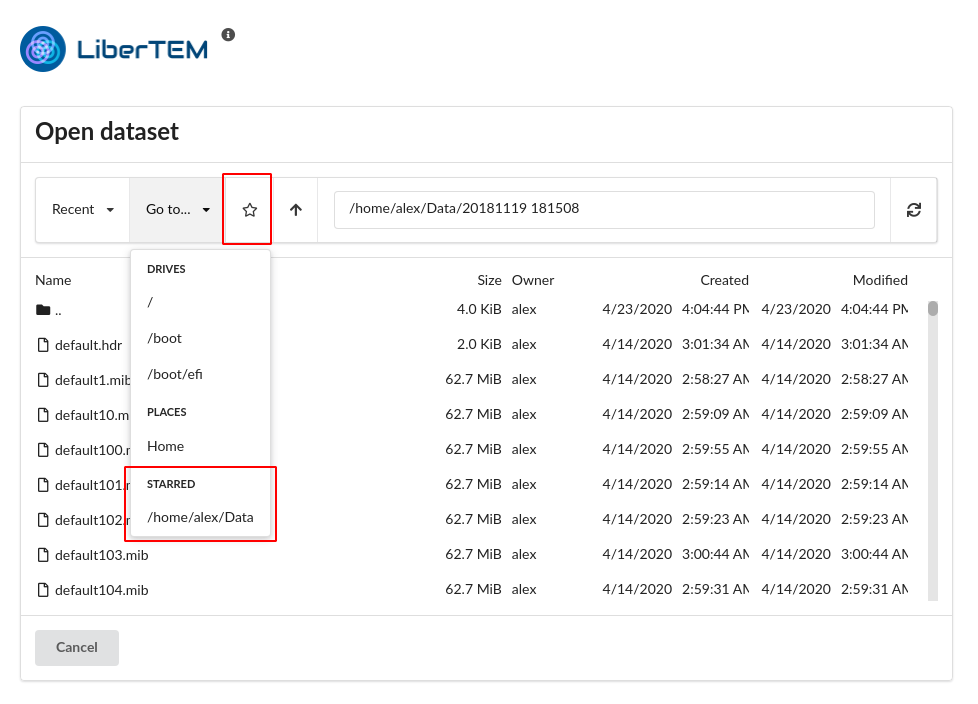 LiberTEM
Open dataset
Recent Go to... /home/alex/Data/20181119 181508
DRIVES
/
/boot
/boot/efi
PLACES
Home
STARRED
/home/alex/Data
Name Size Owner Created Modified
.. 4.0 KiB alex 4/23/2020 4:04:44 PM 4/23/2020 4:04:44 PM
default.hdr 2.0 KiB alex 4/14/2020 3:01:34 AM 4/14/2020 3:01:34 AM
default1.mib 62.7 MiB alex 4/14/2020 2:58:27 AM 4/14/2020 2:58:27 AM
default10.m 62.7 MiB alex 4/14/2020 2:59:09 AM 4/14/2020 2:59:09 AM
default100.m 62.7 MiB alex 4/14/2020 2:59:55 AM 4/14/2020 2:59:55 AM
default101.m 62.7 MiB alex 4/14/2020 2:59:14 AM 4/14/2020 2:59:14 AM
default102.m 62.7 MiB alex 4/14/2020 2:59:23 AM 4/14/2020 2:59:23 AM
default103.mib 62.7 MiB alex 4/14/2020 3:00:44 AM 4/14/2020 3:00:44 AM
default104.mib 62.7 MiB alex 4/14/2020 2:59:31 AM 4/14/2020 2:59:31 AM
Cancel